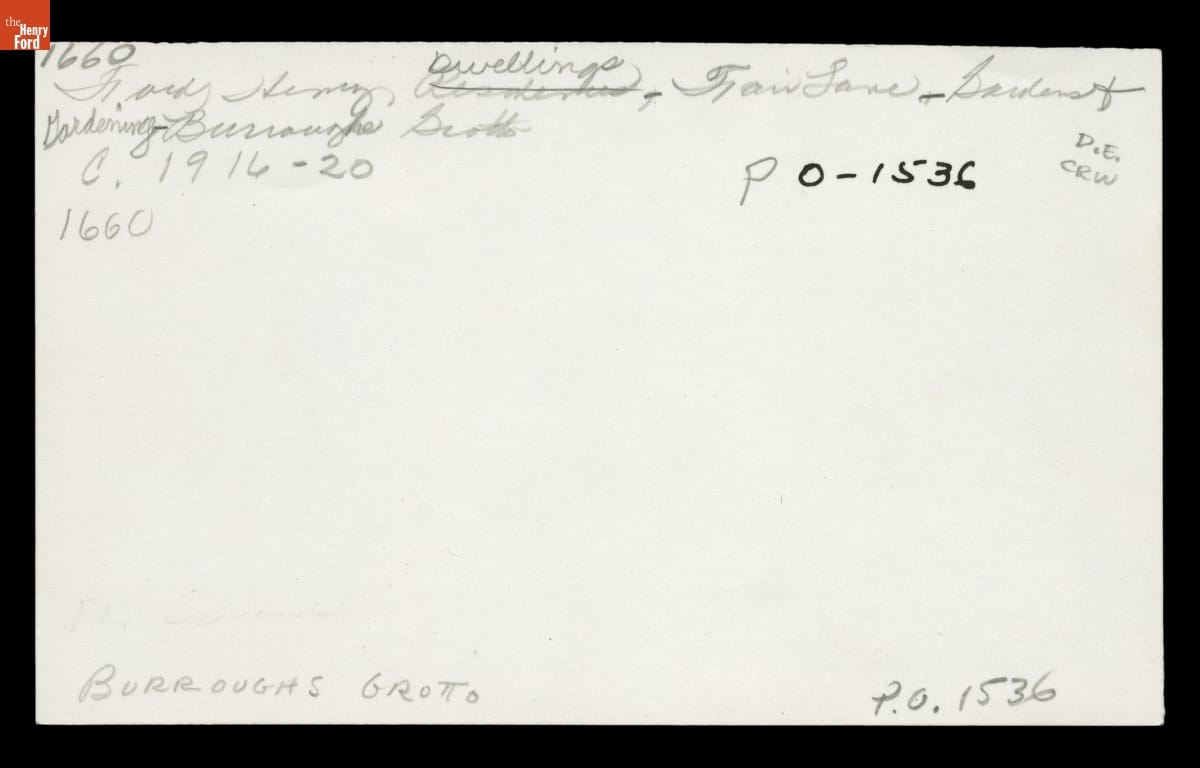 the Henry Ford
1660
Dwellings
Ford, Henry, Residences, - Fair Lane - Gardens &
Gardening - Burroughs Grotto
C. 1916-20
P O-1536
D.E.
CRW
1660
BURROUGHS GROTTO
P.O. 1536